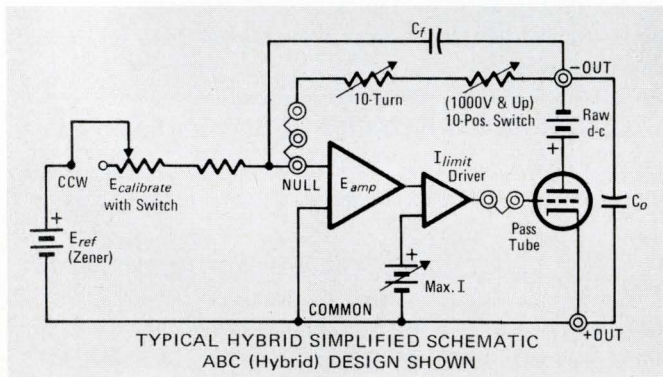 Cf
–OUT
10-Turn
(1000V & Up)
10-Pos. Switch
Raw
d-c
+
CCW
Ecalibrate
with Switch
NULL
Eamp
Ilimit
Driver
Pass
Tube
Co
+
Eref
(Zener)
+
Max. I
COMMON
+OUT
TYPICAL HYBRID SIMPLIFIED SCHEMATIC
ABC (Hybrid) DESIGN SHOWN